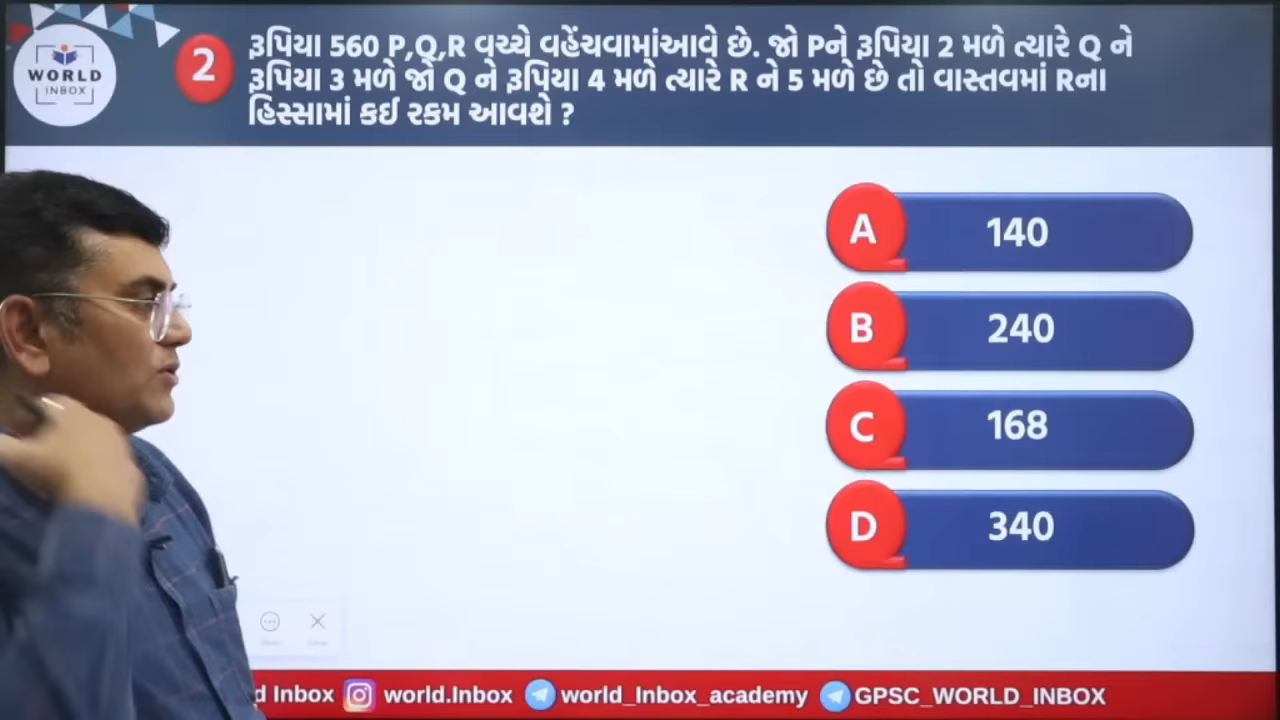 WORLD
INBOX
2
રૂપિયા 560 P,Q,R વચ્ચે વહેંચવામાંઆવે છે. જો Pને રૂપિયા 2 મળે ત્યારે Q ને
રૂપિયા 3 મળે જો Q ને રૂપિયા 4 મળે ત્યારે R ને 5 મળે છે તો વાસ્તવમાં Rના
હિસ્સામાં કઈ રકમ આવશે ?
A 140
B 240
C 168
D 340
d Inbox world.Inbox world_Inbox_academy GPSC_WORLD_INBOX